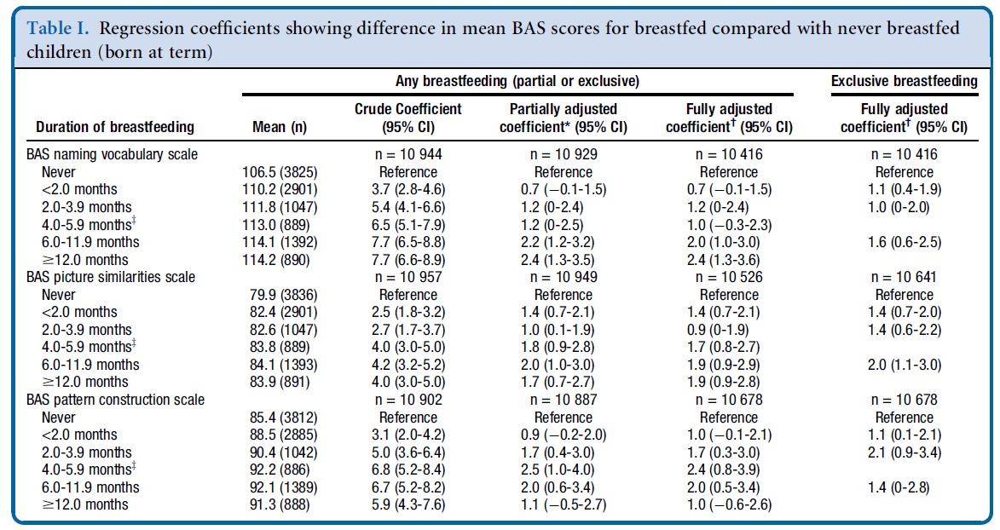 Table I. Regression coefficients showing difference in mean BAS scores for breastfed compared with never breastfed
children (born at term)
Any breastfeeding (partial or exclusive) Exclusive breastfeeding
Crude Coefficient Partially adjusted Fully adjusted Fully adjusted
Duration of breastfeeding Mean (n) (95% CI) coefficient* (95% CI) coefficient† (95% CI) coefficient† (95% CI)
BAS naming vocabulary scale n = 10 944 n = 10 929 n = 10 416 n = 10 416
Never 106.5 (3825) Reference Reference Reference Reference
<2.0 months 110.2 (2901) 3.7 (2.8-4.6) 0.7 (−0.1-1.5) 0.7 (−0.1-1.5) 1.1 (0.4-1.9)
2.0-3.9 months 111.8 (1047) 5.4 (4.1-6.6) 1.2 (0-2.4) 1.2 (0-2.4) 1.0 (0-2.0)
4.0-5.9 months‡ 113.0 (889) 6.5 (5.1-7.9) 1.2 (0-2.5) 1.0 (−0.3-2.3)
6.0-11.9 months 114.1 (1392) 7.7 (6.5-8.8) 2.2 (1.2-3.2) 2.0 (1.0-3.0) 1.6 (0.6-2.5)
≥12.0 months 114.2 (890) 7.7 (6.6-8.9) 2.4 (1.3-3.5) 2.4 (1.3-3.6)
BAS picture similarities scale n = 10 957 n = 10 949 n = 10 526 n = 10 641
Never 79.9 (3836) Reference Reference Reference Reference
<2.0 months 82.4 (2901) 2.5 (1.8-3.2) 1.4 (0.7-2.1) 1.4 (0.7-2.1) 1.4 (0.7-2.0)
2.0-3.9 months 82.6 (1047) 2.7 (1.7-3.7) 1.0 (0.1-1.9) 0.9 (0-1.9) 1.4 (0.6-2.2)
4.0-5.9 months‡ 83.8 (889) 4.0 (3.0-5.0) 1.8 (0.9-2.8) 1.7 (0.8-2.7)
6.0-11.9 months 84.1 (1393) 4.2 (3.2-5.2) 2.0 (1.0-3.0) 1.9 (0.9-2.9) 2.0 (1.1-3.0)
≥12.0 months 83.9 (891) 4.0 (3.0-5.0) 1.7 (0.7-2.7) 1.9 (0.9-2.8)
BAS pattern construction scale n = 10 902 n = 10 887 n = 10 678 n = 10 678
Never 85.4 (3812) Reference Reference Reference Reference
<2.0 months 88.5 (2885) 3.1 (2.0-4.2) 0.9 (−0.2-2.0) 1.0 (−0.1-2.1) 1.1 (0.1-2.1)
2.0-3.9 months 90.4 (1042) 5.0 (3.6-6.4) 1.7 (0.4-3.0) 1.7 (0.3-3.0) 2.1 (0.9-3.4)
4.0-5.9 months‡ 92.2 (886) 6.8 (5.2-8.4) 2.5 (1.0-4.0) 2.4 (0.8-3.9)
6.0-11.9 months 92.1 (1389) 6.7 (5.2-8.2) 2.0 (0.6-3.4) 2.0 (0.5-3.4) 1.4 (0-2.8)
≥12.0 months 91.3 (888) 5.9 (4.3-7.6) 1.1 (−0.5-2.7) 1.0 (−0.6-2.6)